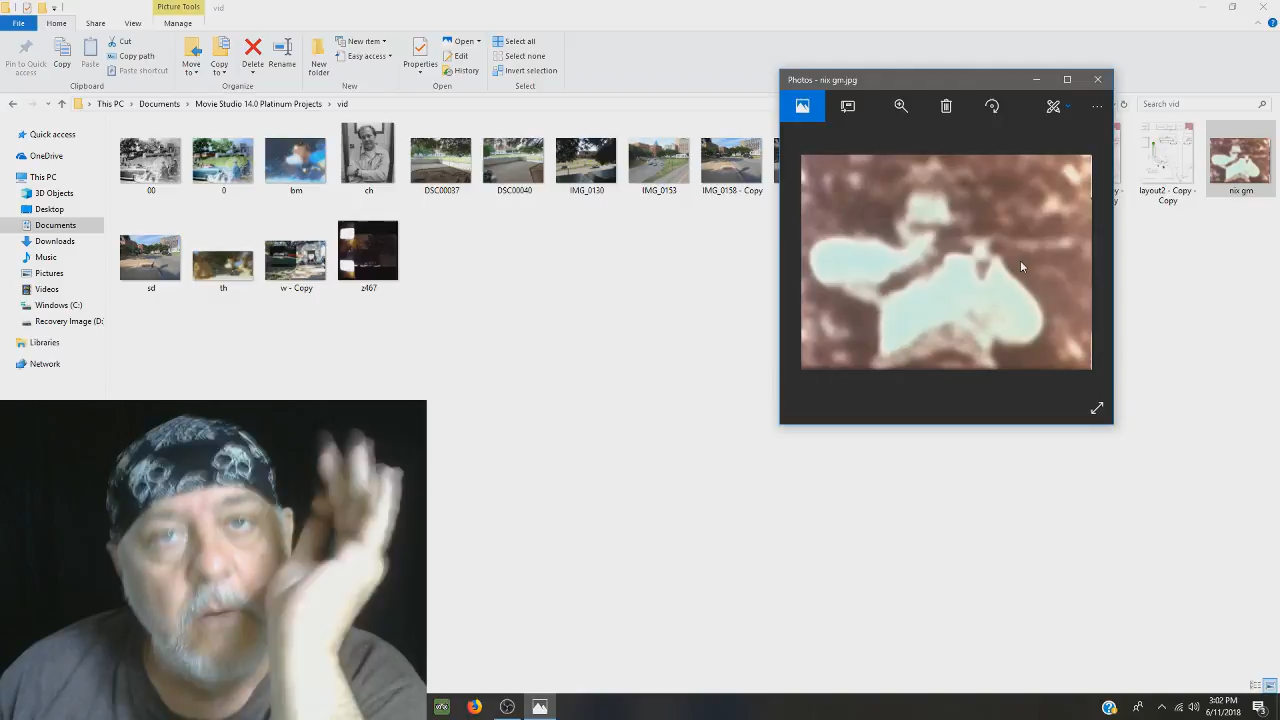 Picture Tools vid
File Home Share View Manage
Pin to Quick access
Copy
Paste
Cut
Copy path
Paste shortcut
Move to
Copy to
Delete
Rename
New folder
New item
Easy access
Properties
Open
Edit
History
Select all
Select none
Invert selection
Clipboard Organize New Open Select
This PC Documents Movie Studio 14.0 Platinum Projects vid
Search vid
Quick access
OneDrive
This PC
3D Objects
Desktop
Documents
Downloads
Music
Pictures
Videos
Windows (C:)
Recovery Image (D:
Libraries
Network
00 0 bm ch DSC00037 DSC00040 IMG_0130 IMG_0153 IMG_0158 - Copy layout2 - Copy - Copy nix gm
sd th w - Copy z467
Photos - nix gm.jpg
3:02 PM
6/11/2018
3